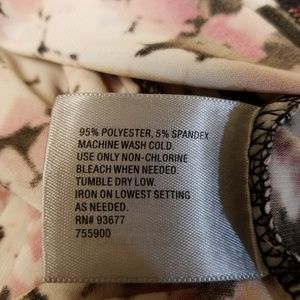 95% POLYESTER, 5% SPANDEX
MACHINE WASH COLD.
USE ONLY NON-CHLORINE
BLEACH WHEN NEEDED.
TUMBLE DRY LOW.
IRON ON LOWEST SETTING
AS NEEDED.
RN# 93677
755900